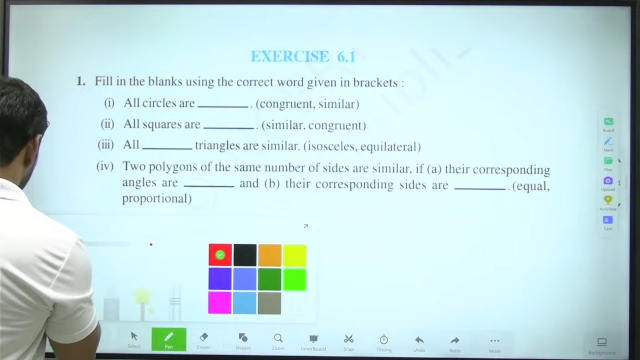 EXERCISE 6.1
1. Fill in the blanks using the correct word given in brackets :
(i) All circles are ________ . (congruent, similar)
(ii) All squares are ________ . (similar, congruent)
(iii) All ________ triangles are similar. (isosceles, equilateral)
(iv) Two polygons of the same number of sides are similar, if (a) their corresponding
angles are ________ and (b) their corresponding sides are ________ . (equal,
proportional)
Select
Pen
Eraser
Shapes
Zoom
Snap
Timing
Undo
Redo
More
Background